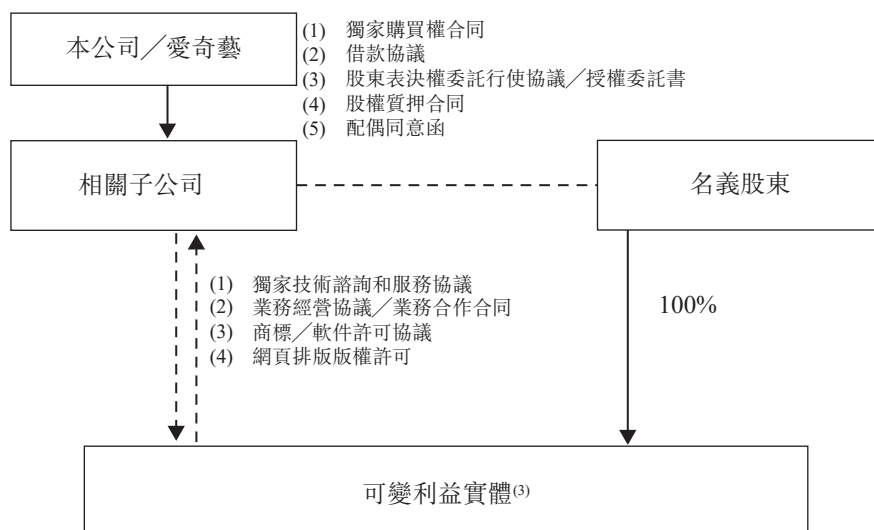 本公司／愛奇藝
(1) 獨家購買權合同
(2) 借款協議
(3) 股東表決權委託行使協議／授權委託書
(4) 股權質押合同
(5) 配偶同意函
相關子公司
名義股東
(1) 獨家技術諮詢和服務協議
(2) 業務經營協議／業務合作合同
(3) 商標／軟件許可協議
(4) 網頁排版版權許可
100%
可變利益實體(3)